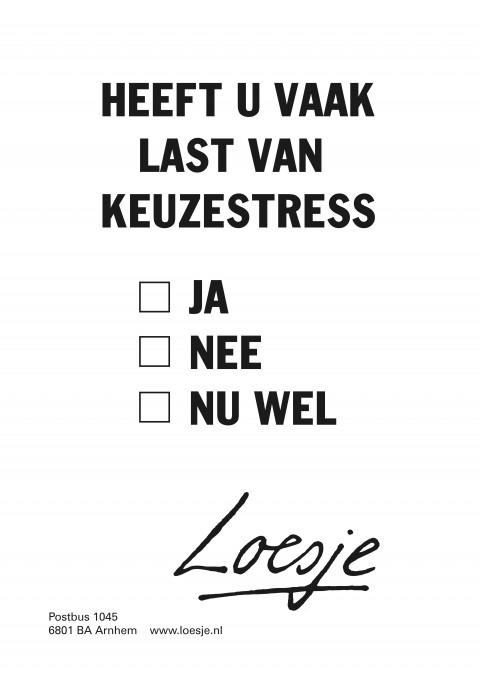 HEEFT U VAAK
LAST VAN
KEUZESTRESS
JA
NEE
NU WEL
Loesje
Postbus 1045
6801 BA Arnhem www.loesje.nl